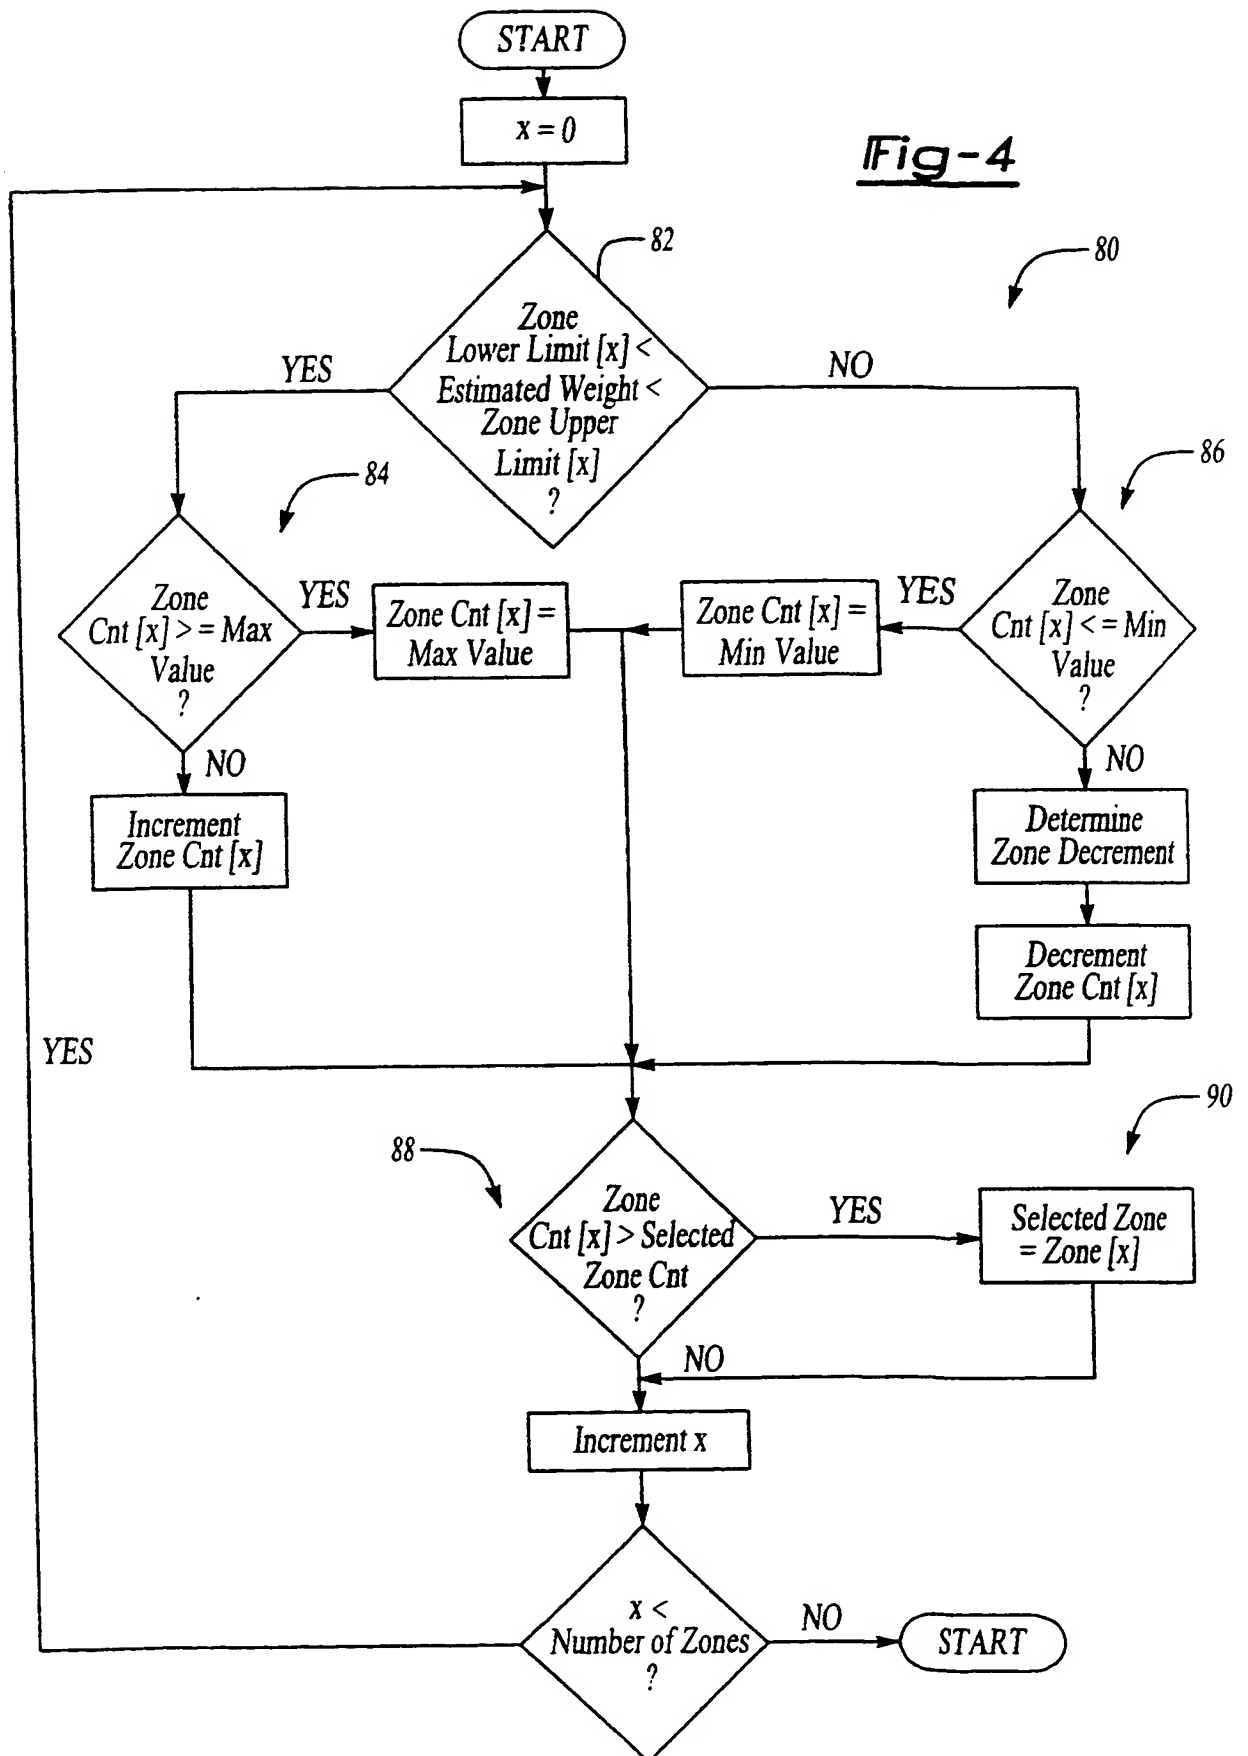 START
x = 0
Fig-4
82
80
Zone
Lower Limit [x] <
Estimated Weight <
Zone Upper
Limit [x]
?
YES
NO
84
86
Zone
Cnt [x] > = Max
Value
?
YES
Zone Cnt [x] =
Max Value
Zone Cnt [x] =
Min Value
YES
Zone
Cnt [x] < = Min
Value
?
NO
NO
Increment
Zone Cnt [x]
Determine
Zone Decrement
Decrement
Zone Cnt [x]
YES
88
90
Zone
Cnt [x] > Selected
Zone Cnt
?
YES
Selected Zone
= Zone [x]
NO
Increment x
x <
Number of Zones
?
NO
START